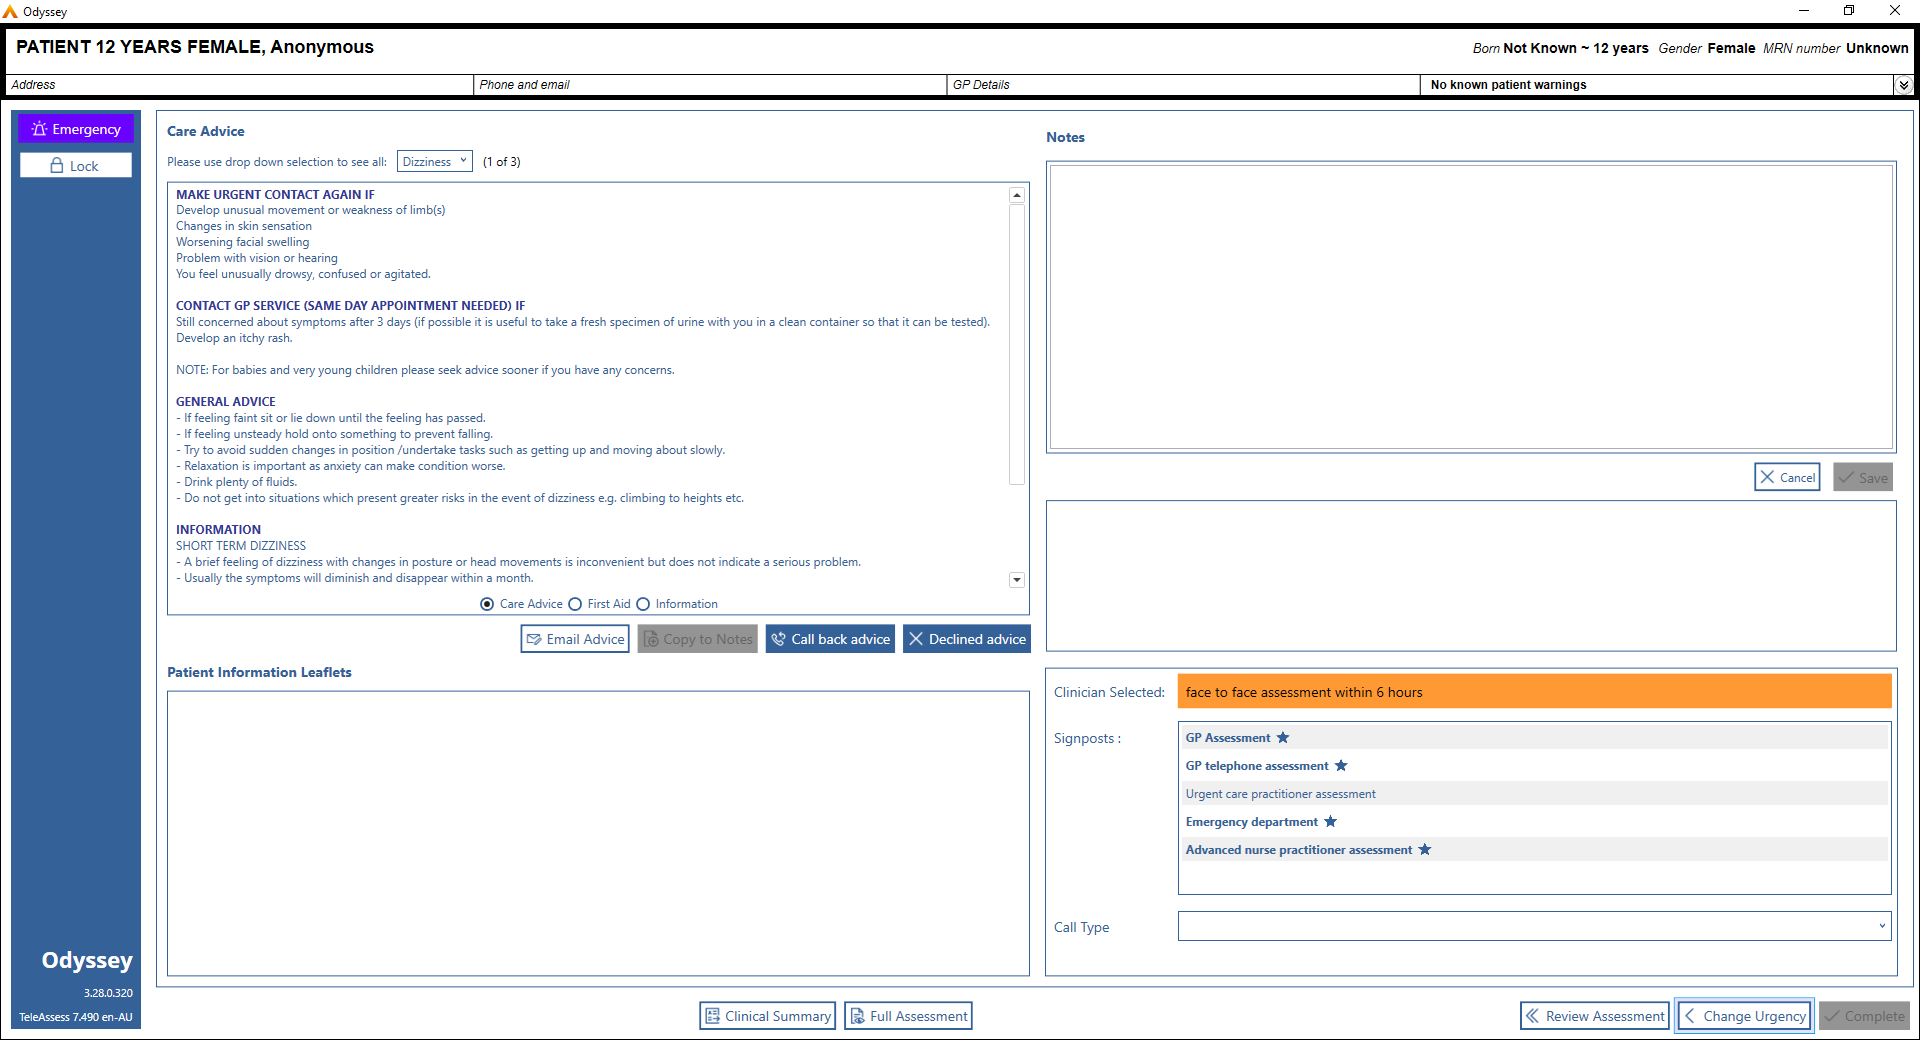 Odyssey
PATIENT 12 YEARS FEMALE, Anonymous
Born Not Known ~ 12 years Gender Female MRN number Unknown
Address
Phone and email
GP Details
No known patient warnings
Emergency
Lock
Care Advice
Please use drop down selection to see all: Dizziness (1 of 3)
MAKE URGENT CONTACT AGAIN IF
Develop unusual movement or weakness of limb(s)
Changes in skin sensation
Worsening facial swelling
Problem with vision or hearing
You feel unusually drowsy, confused or agitated.
CONTACT GP SERVICE (SAME DAY APPOINTMENT NEEDED) IF
Still concerned about symptoms after 3 days (if possible it is useful to take a fresh specimen of urine with you in a clean container so that it can be tested).
Develop an itchy rash.
NOTE: For babies and very young children please seek advice sooner if you have any concerns.
GENERAL ADVICE
- If feeling faint sit or lie down until the feeling has passed.
- If feeling unsteady hold onto something to prevent falling.
- Try to avoid sudden changes in position /undertake tasks such as getting up and moving about slowly.
- Relaxation is important as anxiety can make condition worse.
- Drink plenty of fluids.
- Do not get into situations which present greater risks in the event of dizziness e.g. climbing to heights etc.
INFORMATION
SHORT TERM DIZZINESS
- A brief feeling of dizziness with changes in posture or head movements is inconvenient but does not indicate a serious problem.
- Usually the symptoms will diminish and disappear within a month.
Care Advice First Aid Information
Email Advice
Copy to Notes
Call back advice
Declined advice
Patient Information Leaflets
Notes
Cancel
Save
Clinician Selected: face to face assessment within 6 hours
Signposts :
GP Assessment
GP telephone assessment
Urgent care practitioner assessment
Emergency department
Advanced nurse practitioner assessment
Call Type
Odyssey
3.28.0.320
TeleAssess 7.490 en-AU
Clinical Summary
Full Assessment
Review Assessment
Change Urgency
Complete